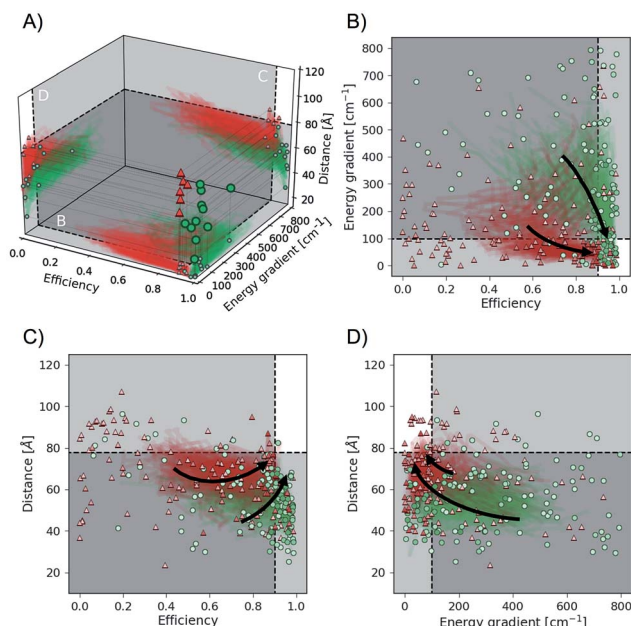 A)
D
C
B
120
100
80
60
40
20
Distance [Å]
800
700
600
500
400
300
200
100
0
Energy gradient [cm⁻¹]
0.0
0.2
0.4
0.6
0.8
1.0
Efficiency
B)
800
700
600
500
400
300
200
100
0
Energy gradient [cm⁻¹]
0.0 0.2 0.4 0.6 0.8 1.0
Efficiency
C)
120
100
80
60
40
20
Distance [Å]
0.0 0.2 0.4 0.6 0.8 1.0
Efficiency
D)
120
100
80
60
40
20
Distance [Å]
0 200 400 600 800
Energy gradient [cm⁻¹]